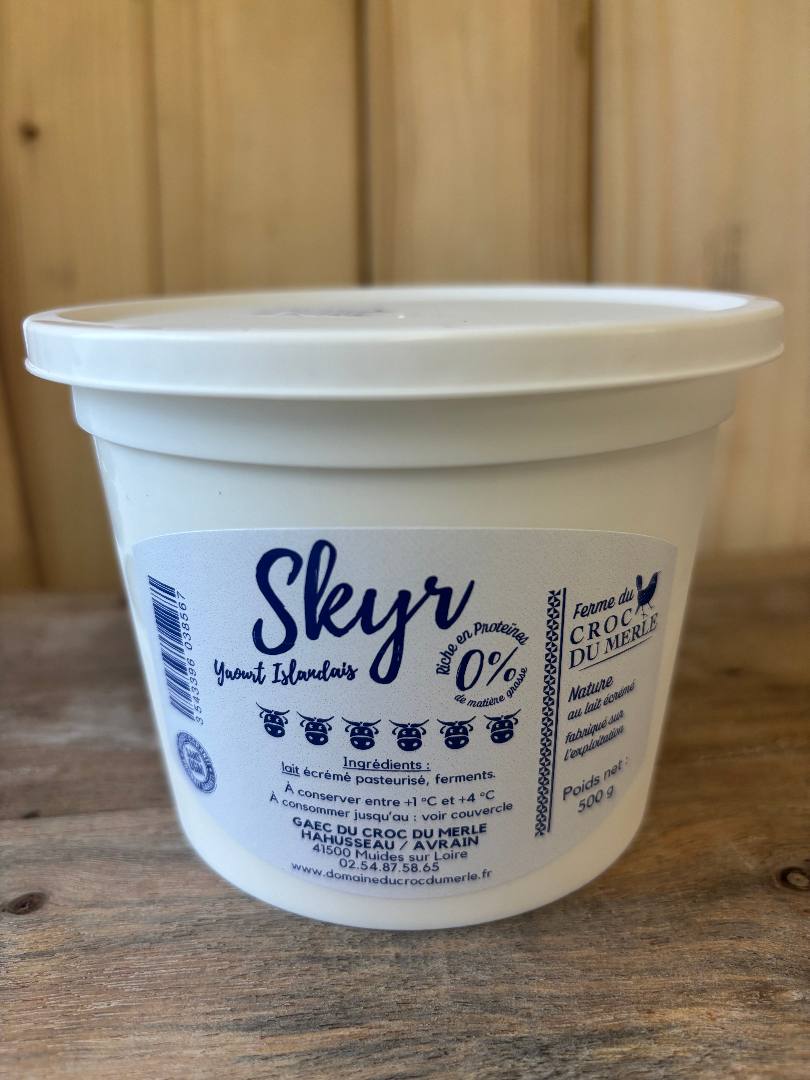 Skyr
Yaourt Islandais
Riche en Protéines
0%
de matière grasse
Ingrédients :
lait écrémé pasteurisé, ferments.
À conserver entre +1 °C et +4 °C
À consommer jusqu'au : voir couvercle
GAEC DU CROC DU MERLE
HAHUSSEAU / AVRAIN
41500 Muides sur Loire
02.54.87.58.65
www.domaineducrocdumerle.fr
3 543396 038567
Ferme du
CROC
DU MERLE
Nature
au lait écrémé
fabriqué sur
l'exploitation
Poids net :
500 g